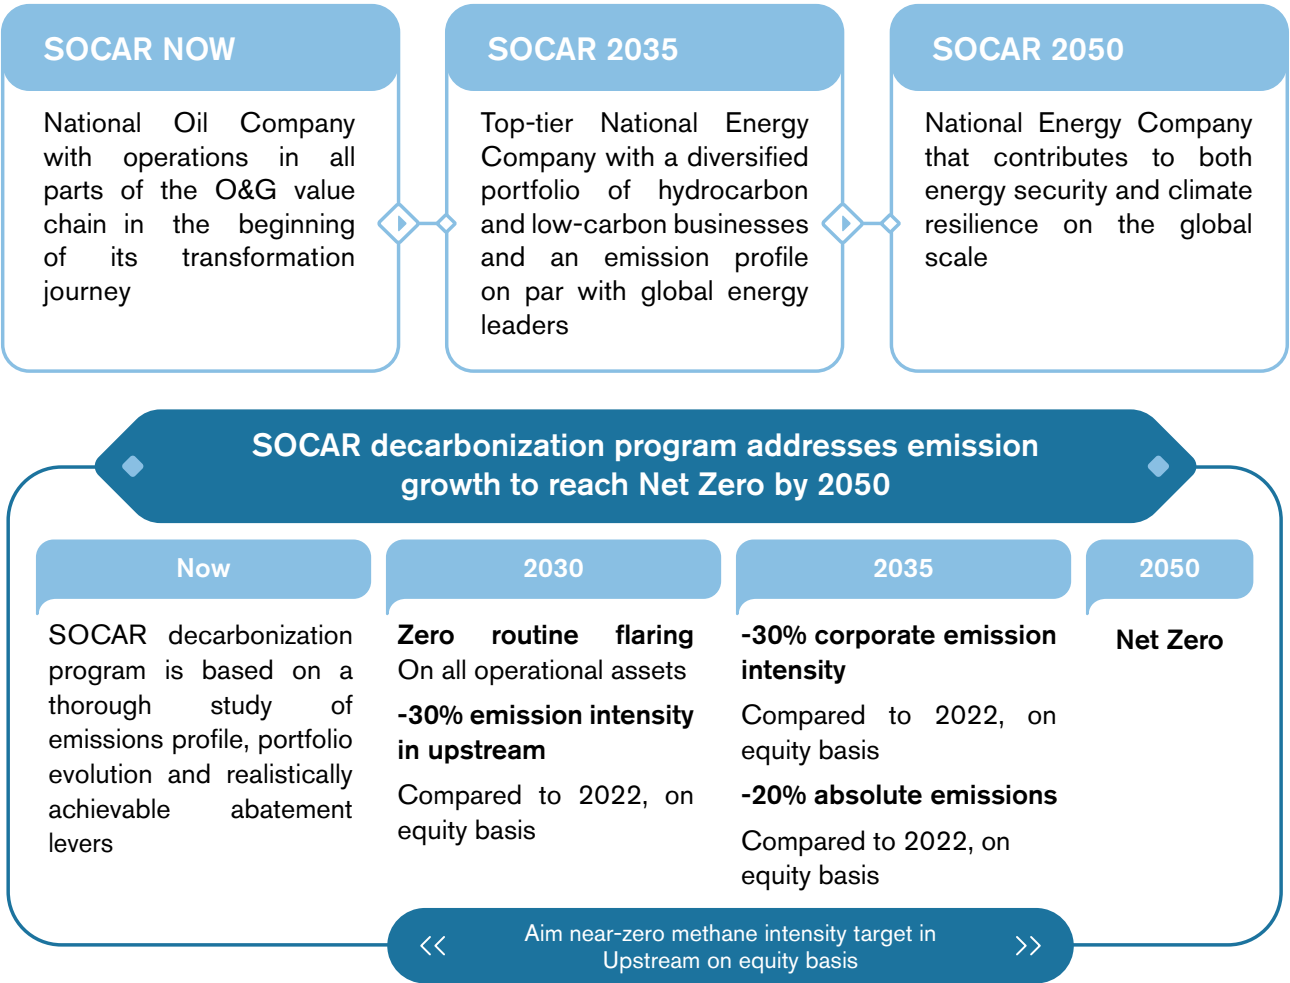 SOCAR NOW
National Oil Company
with operations in all
parts of the O&G value
chain in the beginning
of its transformation
journey
SOCAR 2035
Top-tier National Energy
Company with a diversified
portfolio of hydrocarbon
and low-carbon businesses
and an emission profile
on par with global energy
leaders
SOCAR 2050
National Energy Company
that contributes to both
energy security and climate
resilience on the global
scale
SOCAR decarbonization program addresses emission
growth to reach Net Zero by 2050
Now
SOCAR decarbonization
program is based on a
thorough study of
emissions profile, portfolio
evolution and realistically
achievable abatement
levers
2030
Zero routine flaring
On all operational assets
-30% emission intensity
in upstream
Compared to 2022, on
equity basis
2035
-30% corporate emission
intensity
Compared to 2022, on
equity basis
-20% absolute emissions
Compared to 2022, on
equity basis
2050
Net Zero
Aim near-zero methane intensity target in
Upstream on equity basis